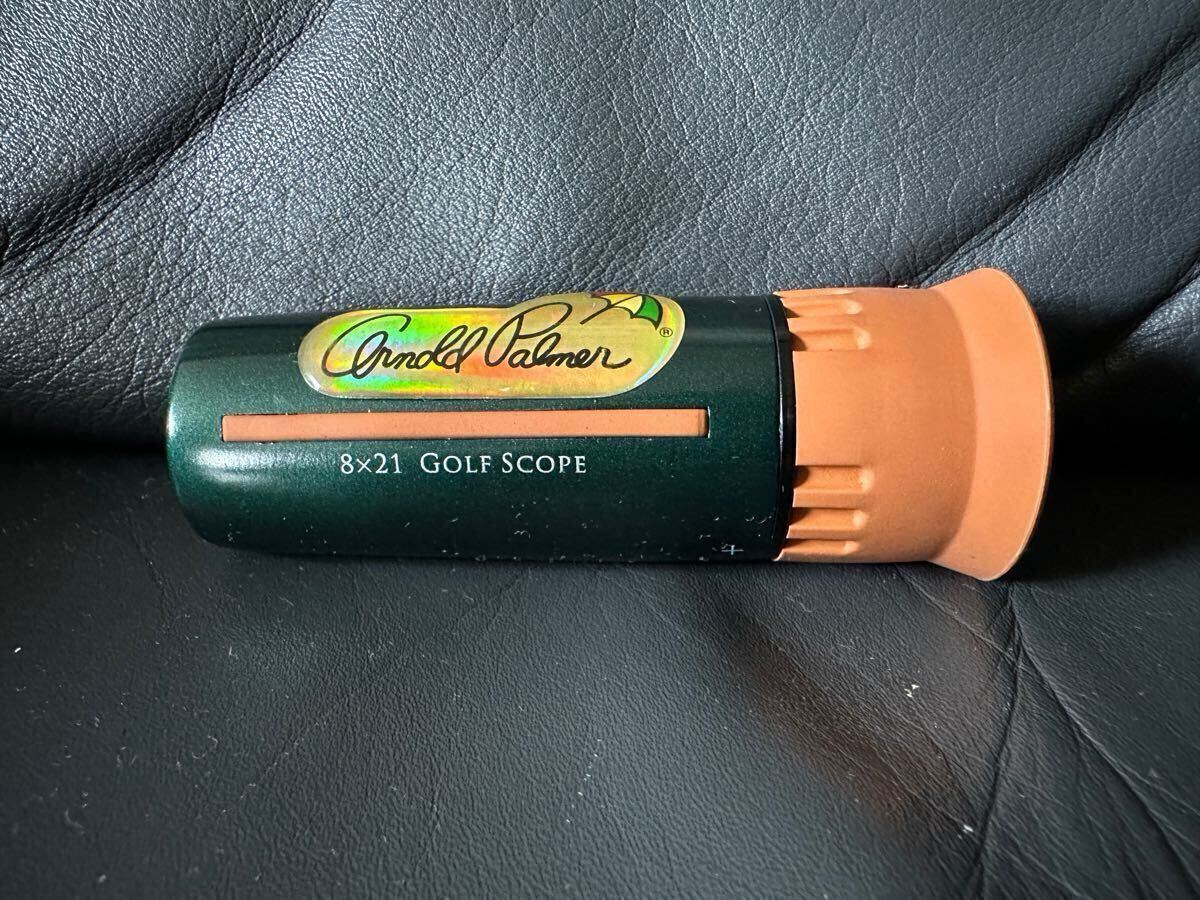 Arnold Palmer ®
8×21 GOLF SCOPE
+